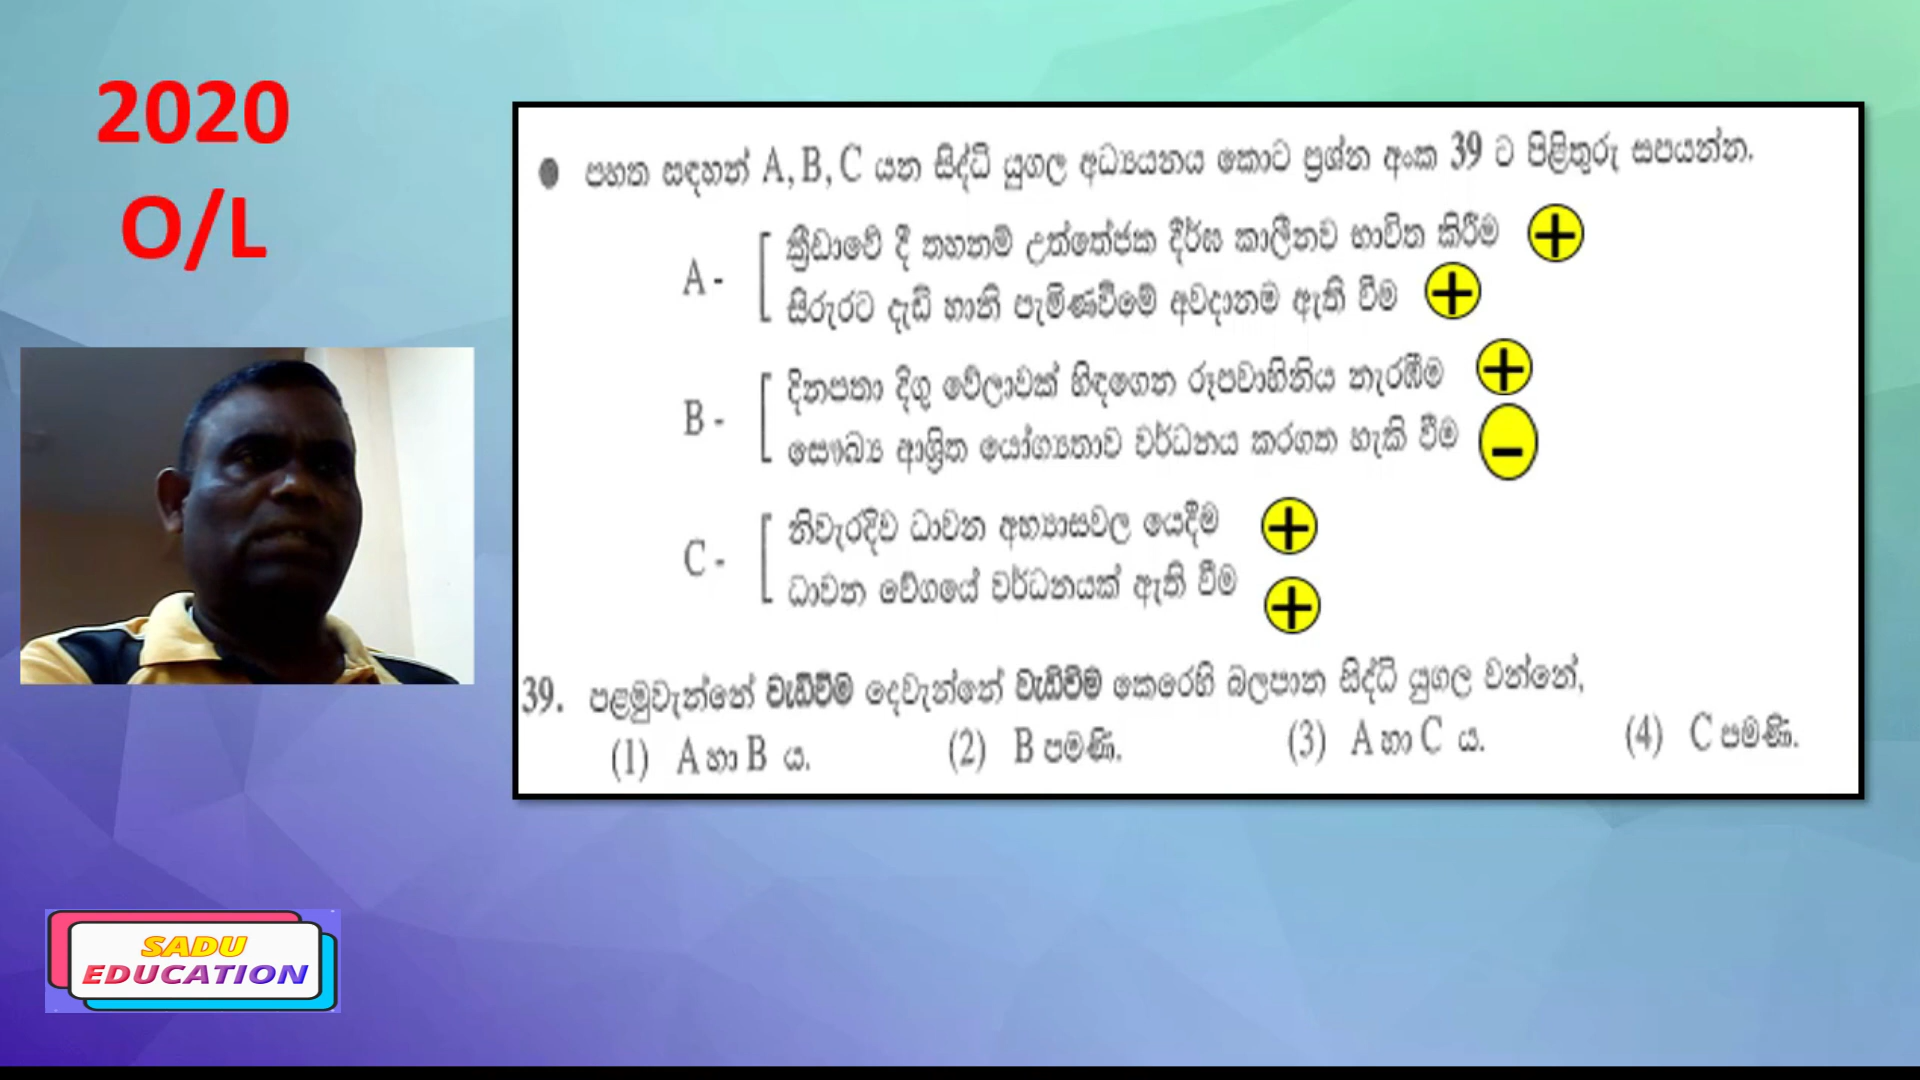 2020
O/L
● පහත සඳහන් A, B, C යන සිද්ධි යුගල අධ්‍යයනය කොට ප්‍රශ්න අංක 39 ට පිළිතුරු සපයන්න.
A - [ ක්‍රීඩාවේ දී තහනම් උත්තේජක දීර්ඝ කාලීනව භාවිත කිරීම +
සිරුරට දැඩි හානි පැමිණවීමේ අවදානම ඇති වීම +
B - [ දිනපතා දිගු වේලාවක් හිඳගෙන රූපවාහිනිය නැරඹීම +
සෞඛ්‍ය ආශ්‍රිත යෝග්‍යතාව වර්ධනය කරගත හැකි වීම −
C - [ නිවැරදිව ධාවන අභ්‍යාසවල යෙදීම +
ධාවන වේගයේ වර්ධනයක් ඇති වීම +
39. පළමුවැන්නේ වැඩිවීම දෙවැන්නේ වැඩිවීම කෙරෙහි බලපාන සිද්ධි යුගල වන්නේ,
(1) A හා B ය. (2) B පමණි. (3) A හා C ය. (4) C පමණි.
SADU
EDUCATION